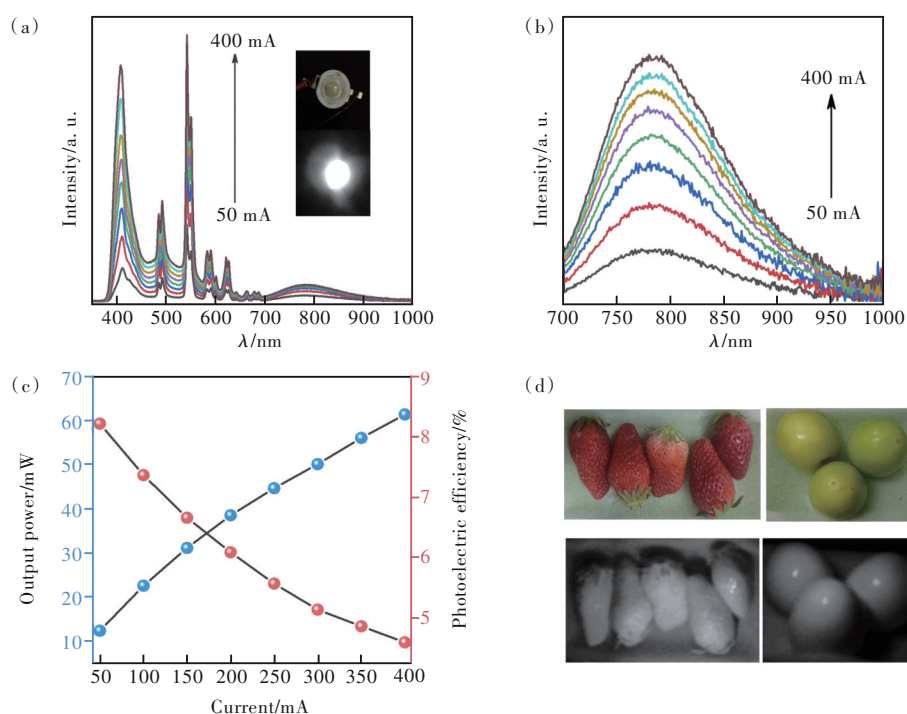 (a)
400 mA
50 mA
Intensity/a. u.
400 500 600 700 800 900 1000
λ/nm
(b)
400 mA
50 mA
Intensity/a. u.
700 750 800 850 900 950 1000
λ/nm
(c)
70
60
50
40
30
20
10
Output power/mW
9
8
7
6
5
Photoelectric efficiency/%
50 100 150 200 250 300 350 400
Current/mA
(d)